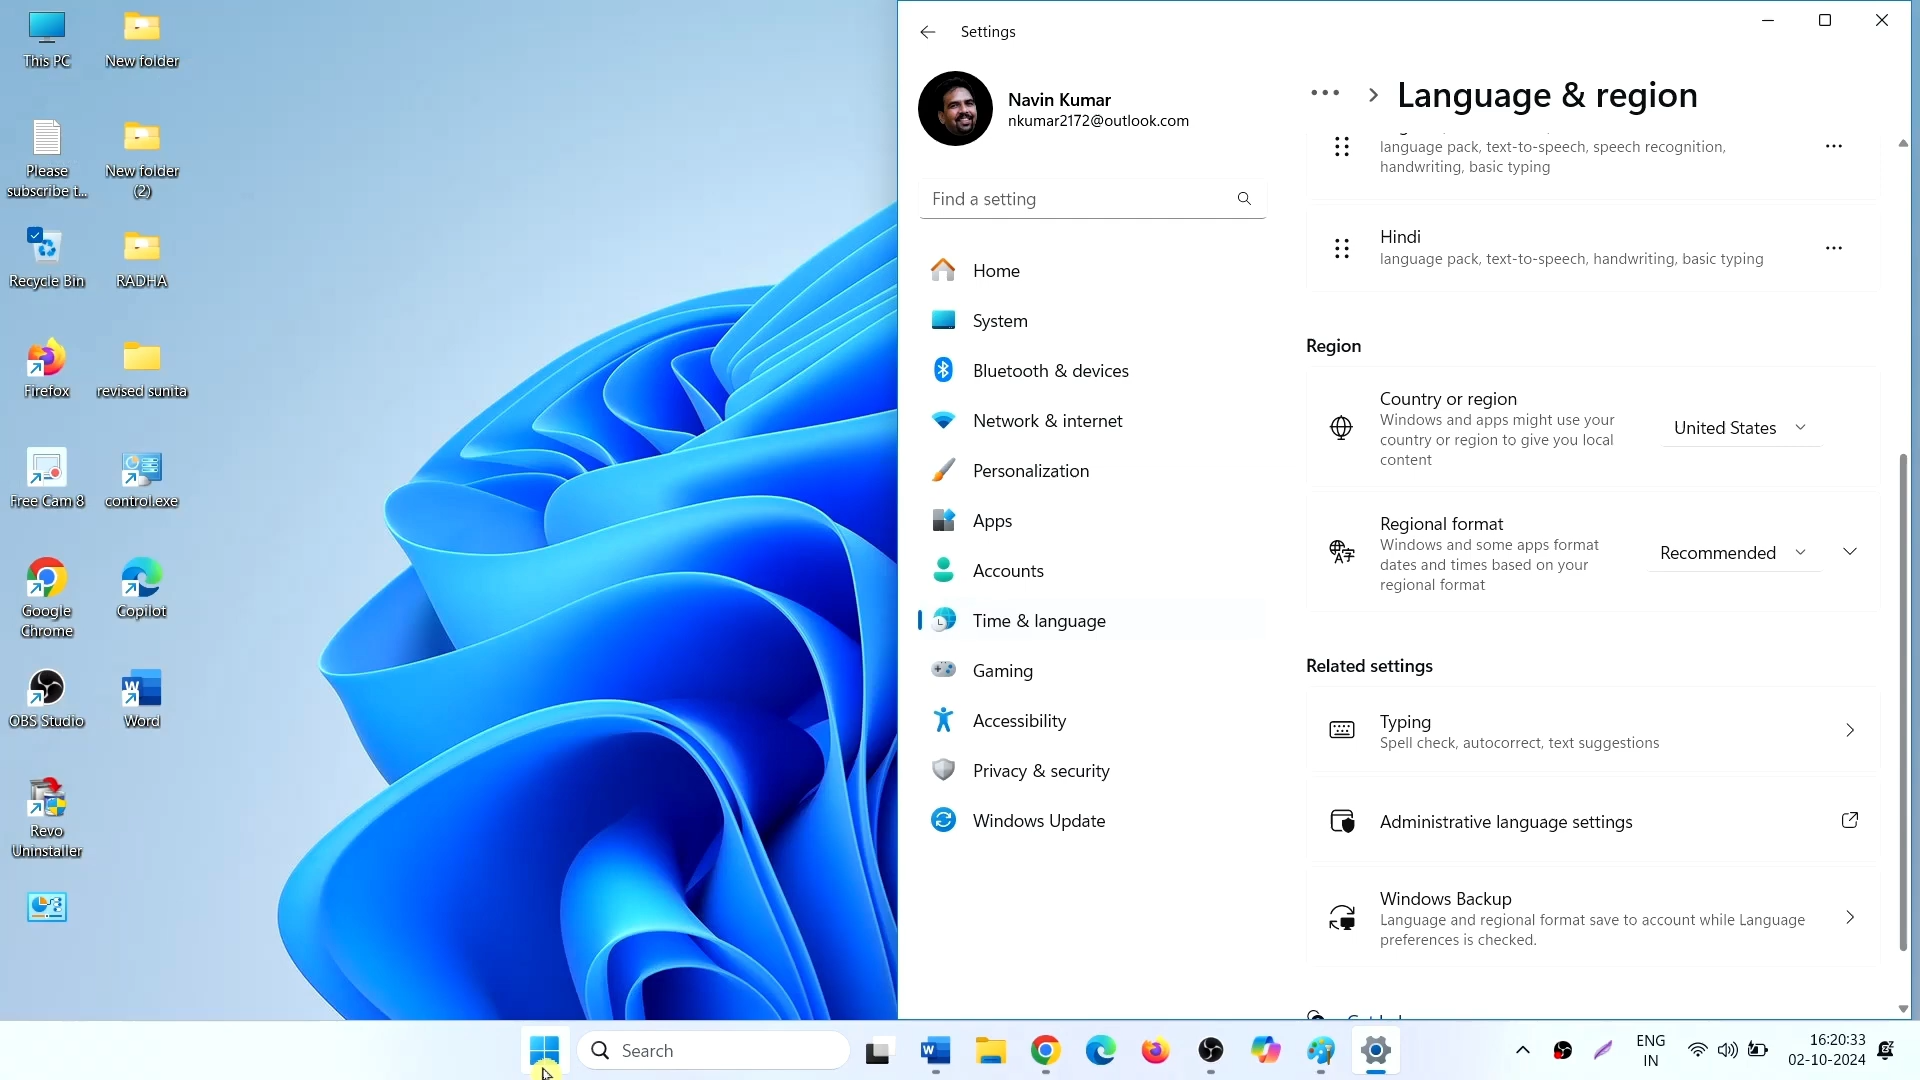 This PC
New folder
Please
subscribe t...
New folder
(2)
Recycle Bin
RADHA
Firefox
revised sunita
Free Cam 8
control.exe
Google
Chrome
Copilot
OBS Studio
Word
Revo
Uninstaller
Settings
Navin Kumar
nkumar2172@outlook.com
Find a setting
Home
System
Bluetooth & devices
Network & internet
Personalization
Apps
Accounts
Time & language
Gaming
Accessibility
Privacy & security
Windows Update
Language & region
language pack, text-to-speech, speech recognition,
handwriting, basic typing
Hindi
language pack, text-to-speech, handwriting, basic typing
Region
Country or region
Windows and apps might use your
country or region to give you local
content
United States
Regional format
Windows and some apps format
dates and times based on your
regional format
Recommended
Related settings
Typing
Spell check, autocorrect, text suggestions
Administrative language settings
Windows Backup
Language and regional format save to account while Language
preferences is checked.
Search
ENG
IN
16:20:33
02-10-2024